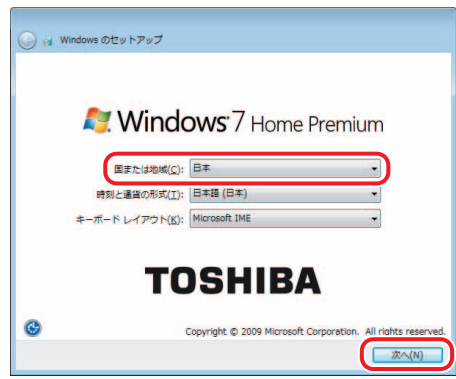 Windows のセットアップ
Windows 7 Home Premium
国または地域(C): 日本
時刻と通貨の形式(T): 日本語 (日本)
キーボード レイアウト(K): Microsoft IME
TOSHIBA
Copyright © 2009 Microsoft Corporation. All rights reserved.
次へ(N)